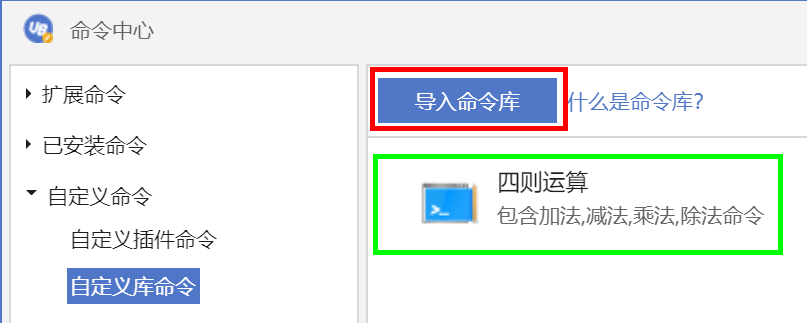 UB
命令中心
扩展命令
已安装命令
自定义命令
自定义插件命令
自定义库命令
导入命令库
什么是命令库?
四则运算
包含加法,减法,乘法,除法命令